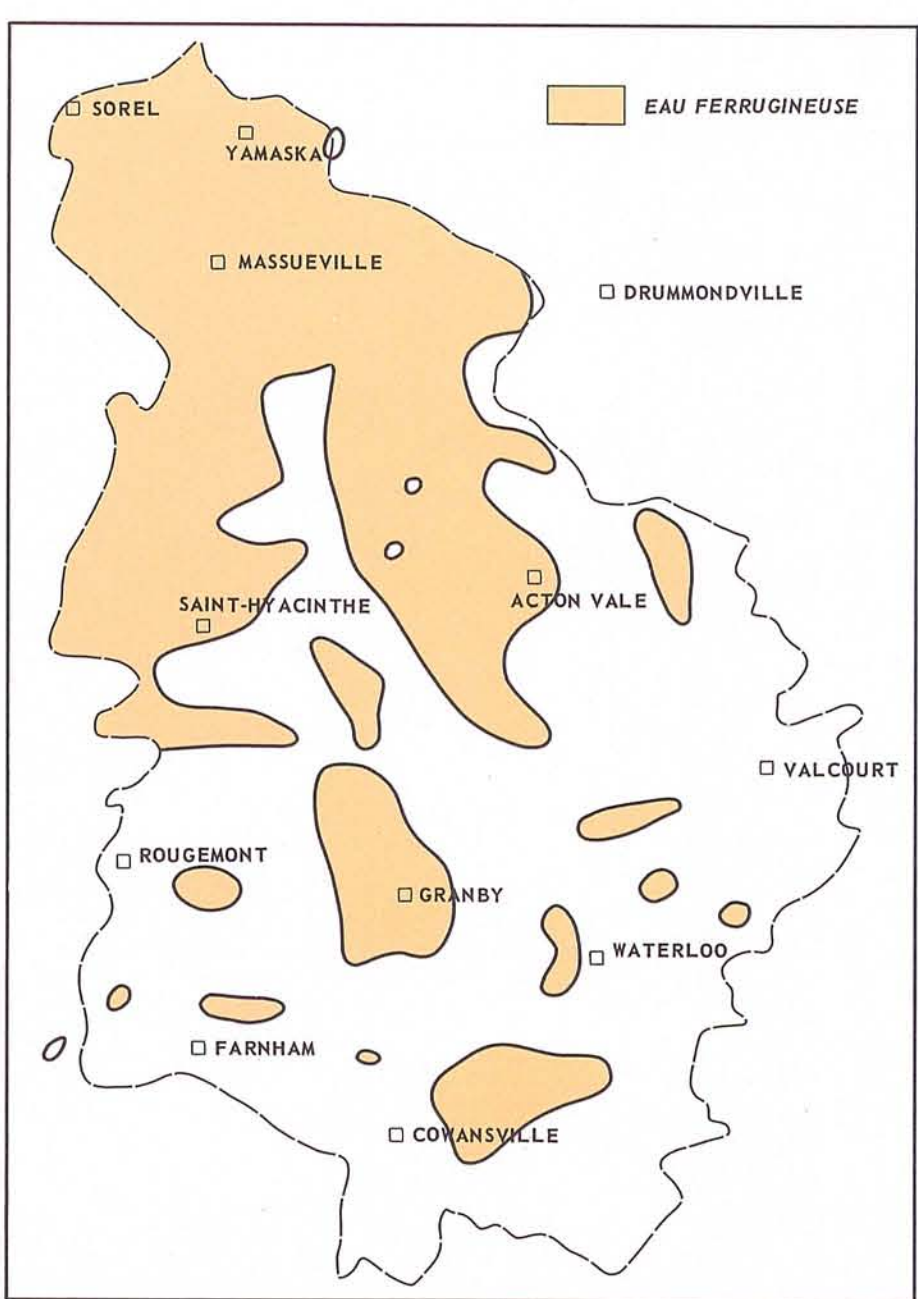 SOREL
EAU FERRUGINEUSE
YAMASKA
MASSUEVILLE
DRUMMONDVILLE
SAINT-HYACINTHE
ACTON VALE
VALCOURT
ROUGEMONT
GRANBY
WATERLOO
FARNHAM
COWANSVILLE